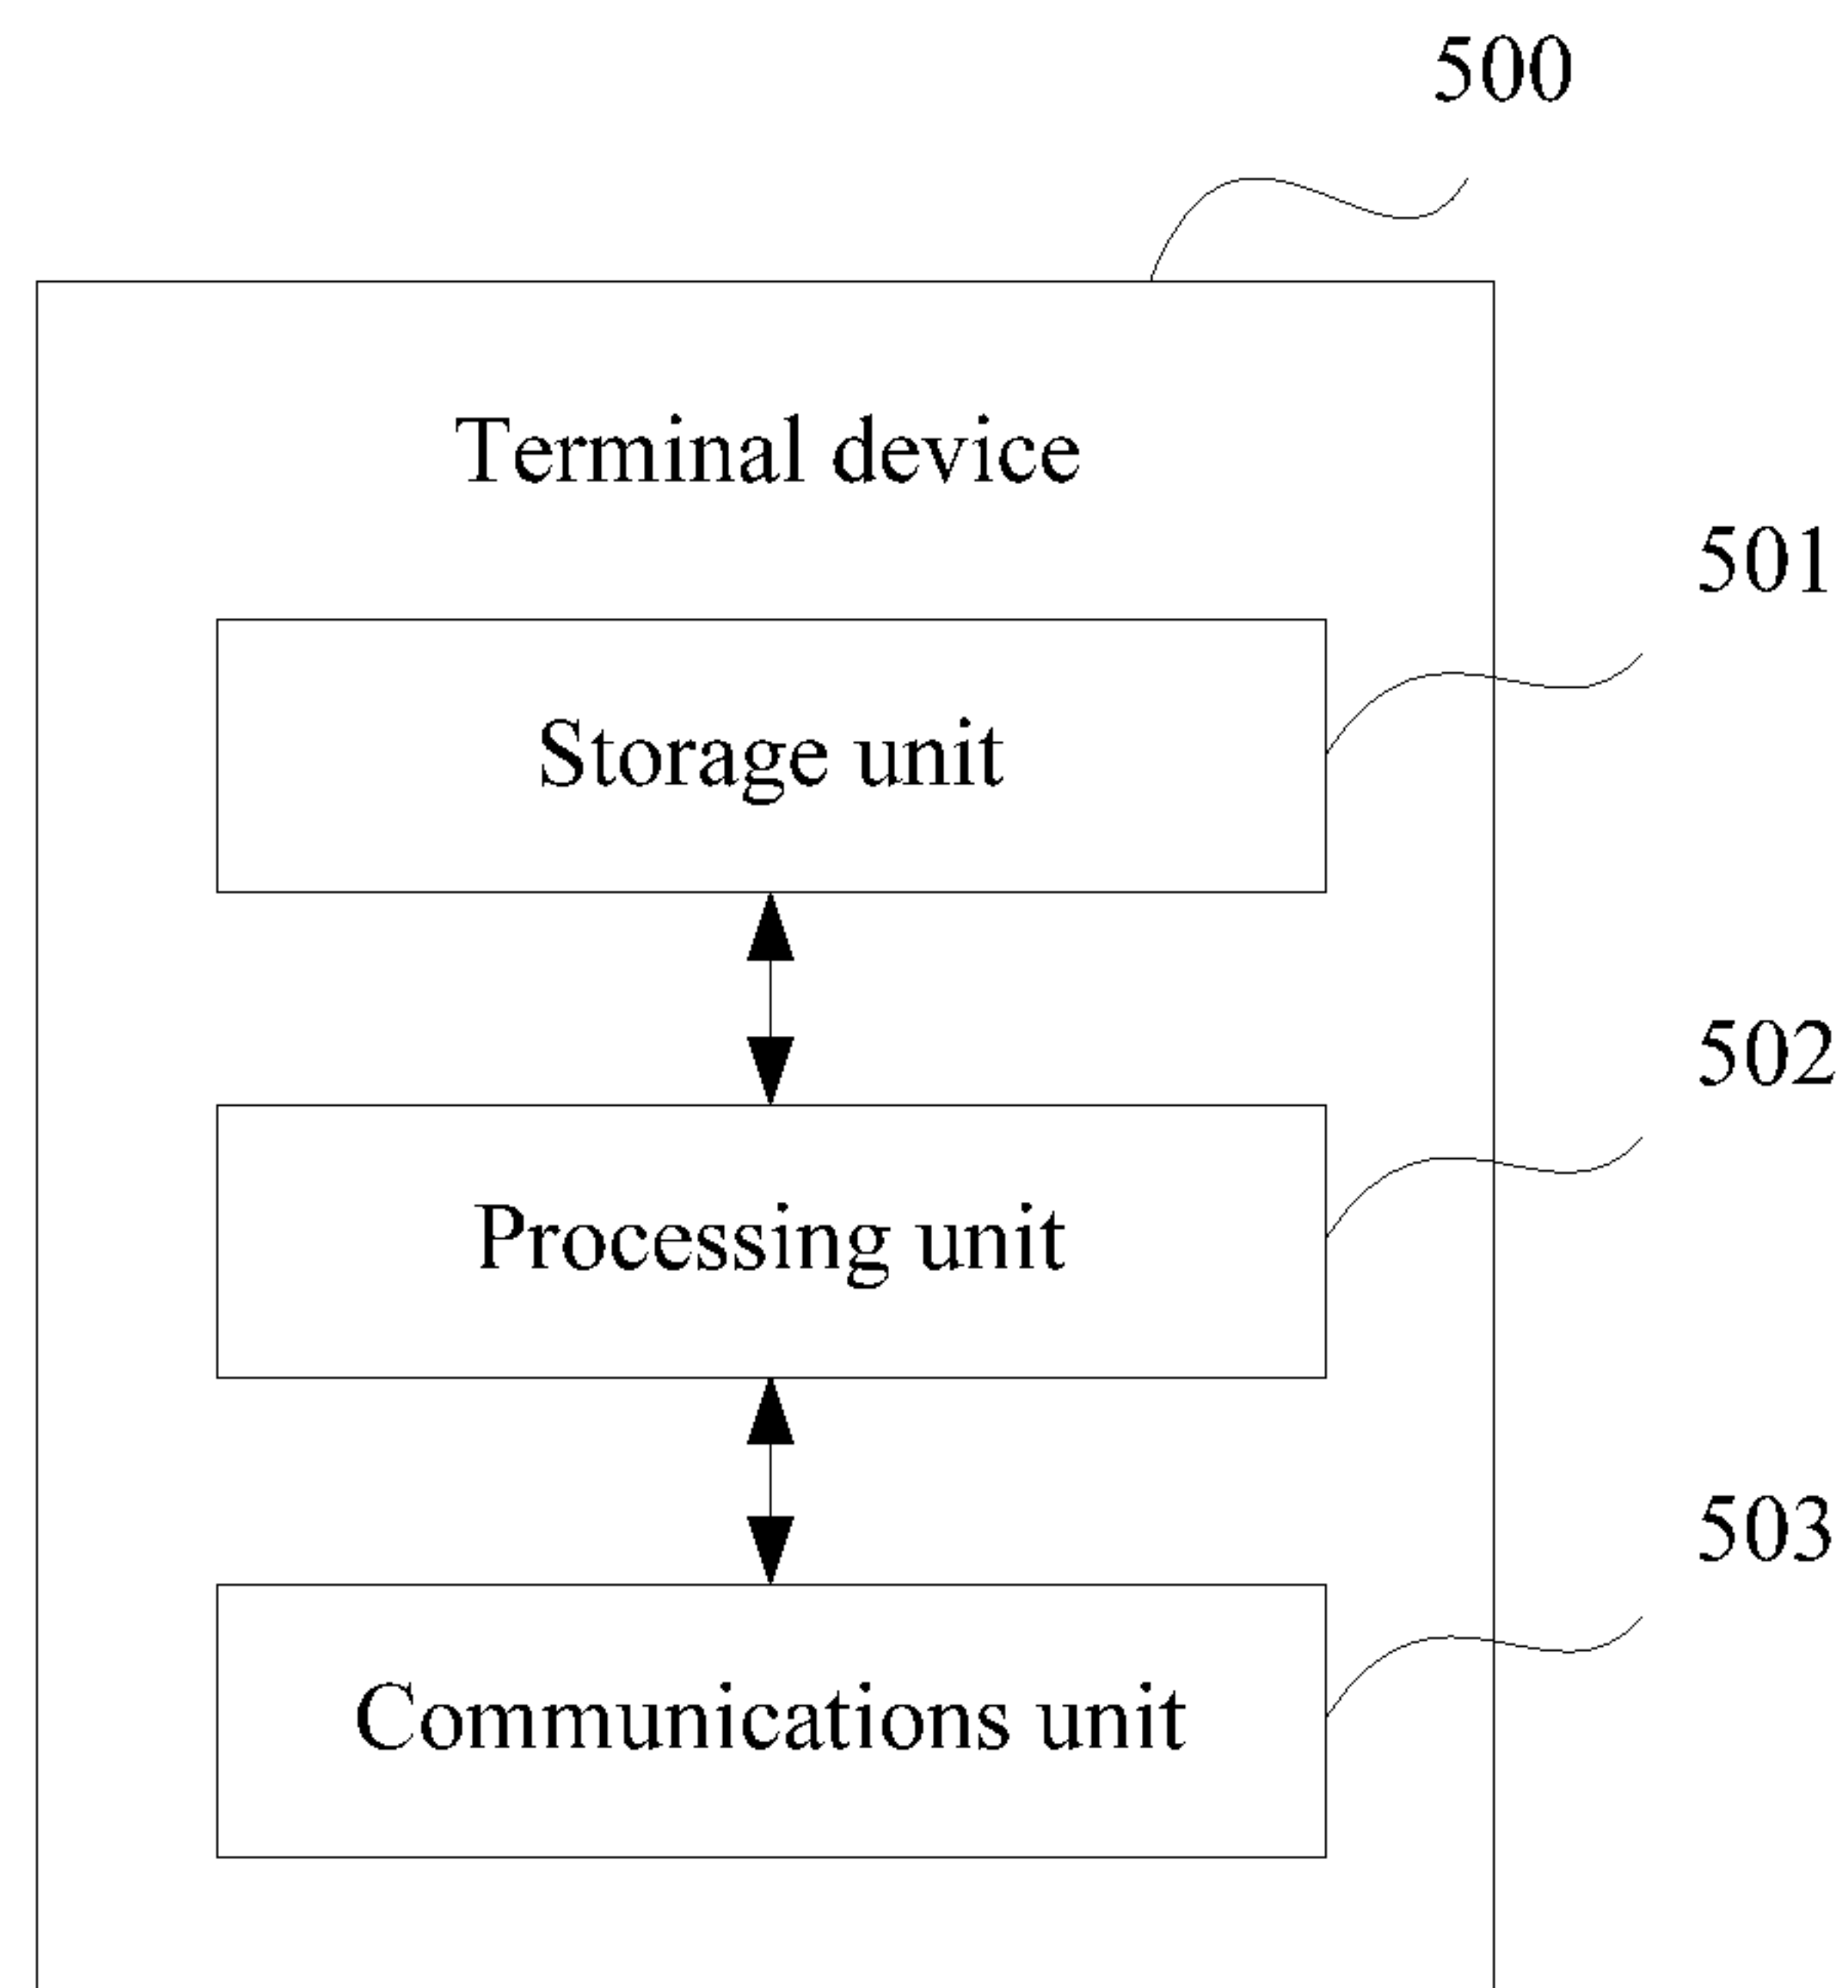 500
Terminal device
501
Storage unit
502
Processing unit
503
Communications unit